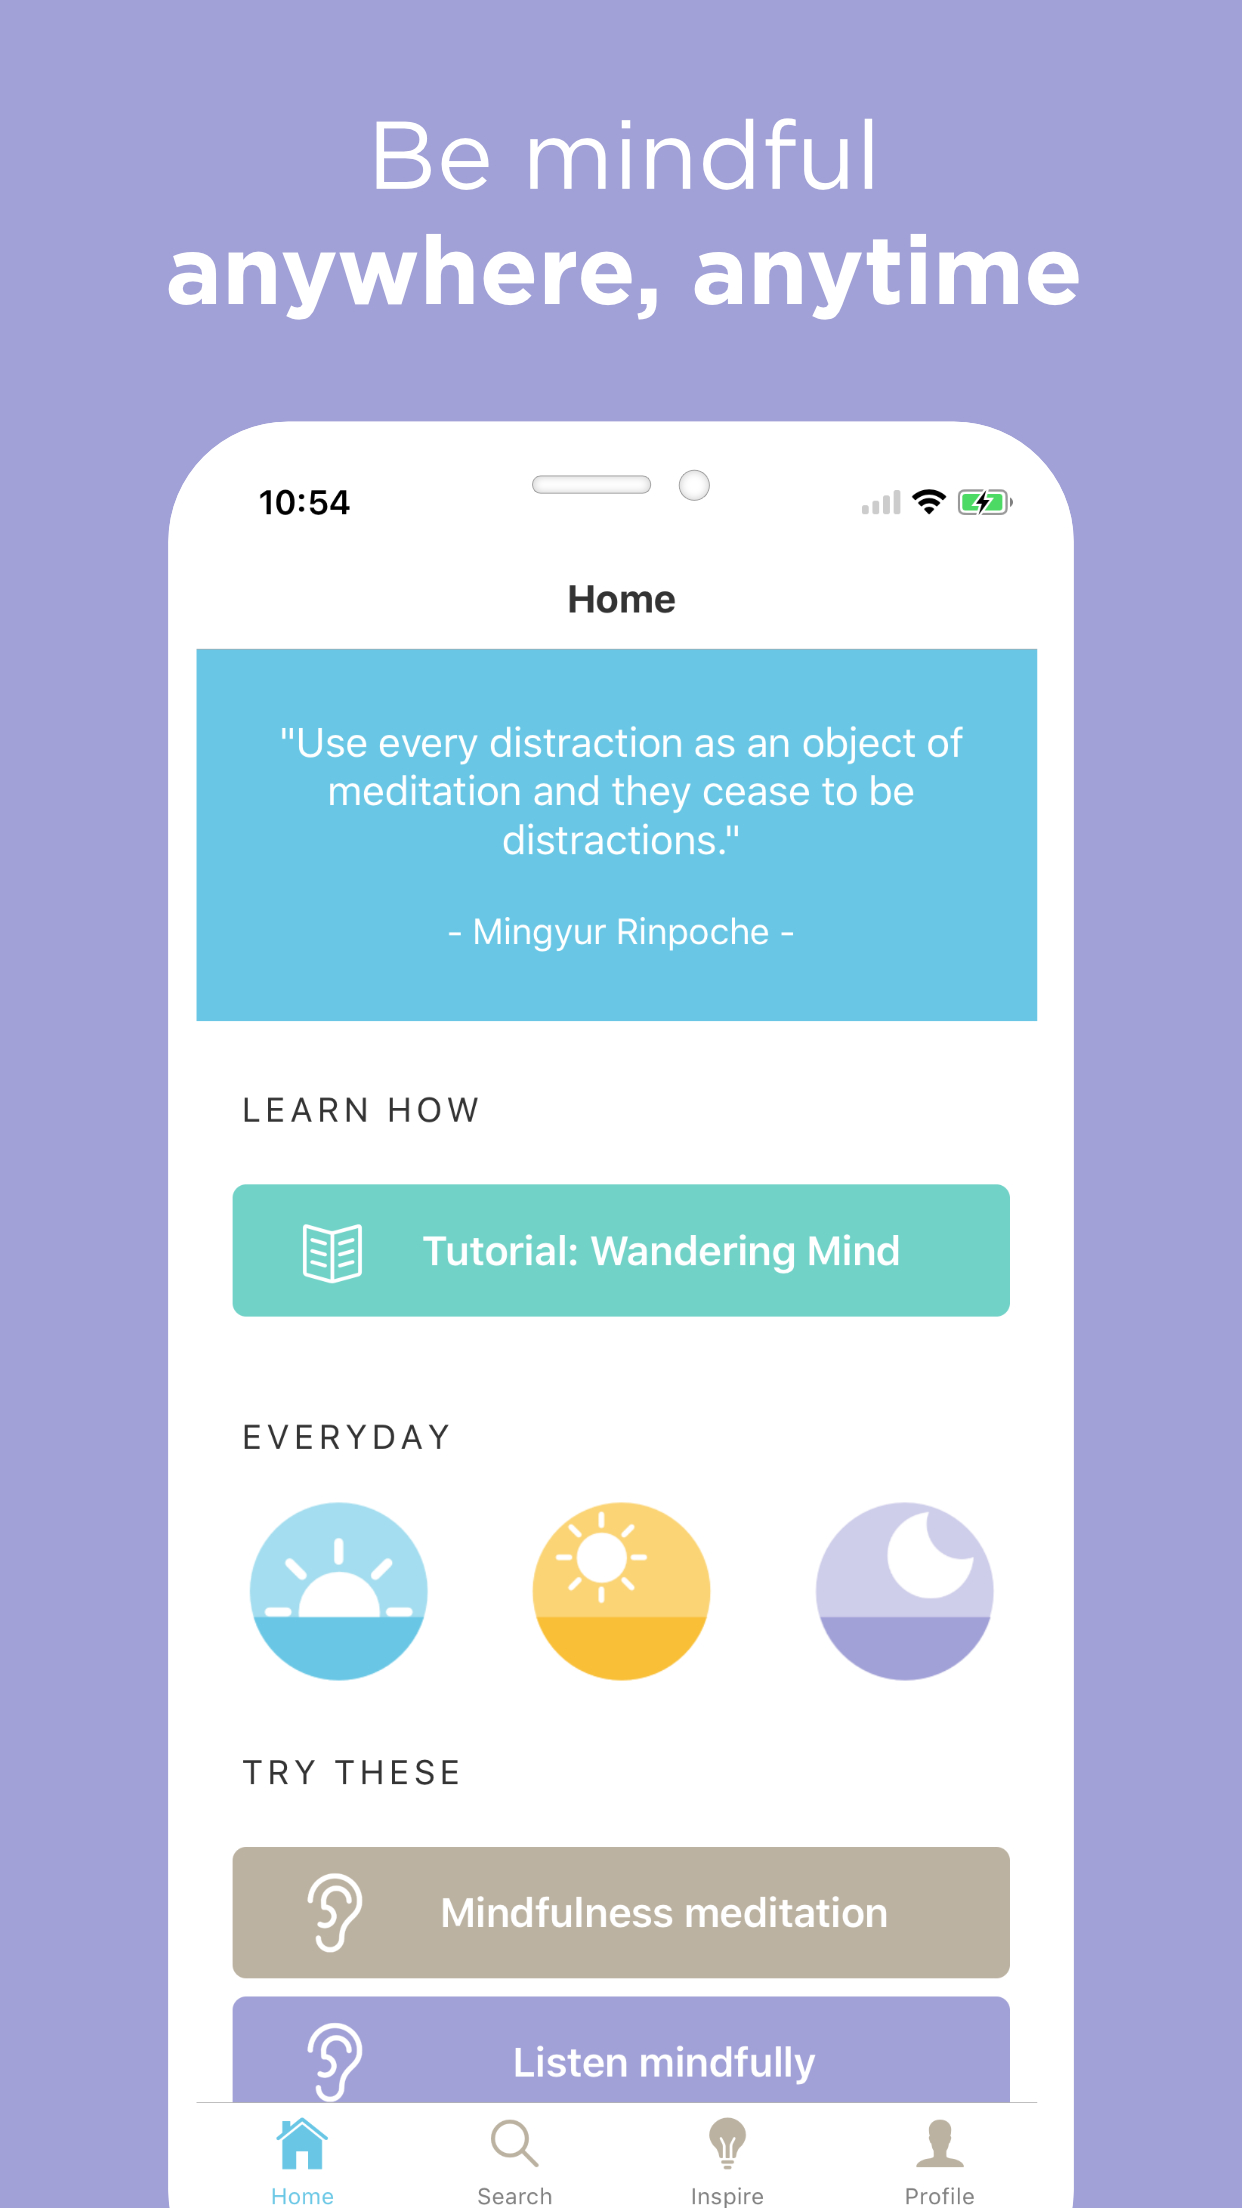 Be mindful
anywhere, anytime
10:54
Home
"Use every distraction as an object of
meditation and they cease to be
distractions."
- Mingyur Rinpoche -
LEARN HOW
Tutorial: Wandering Mind
EVERYDAY
TRY THESE
Mindfulness meditation
Listen mindfully
Home
Search
Inspire
Profile